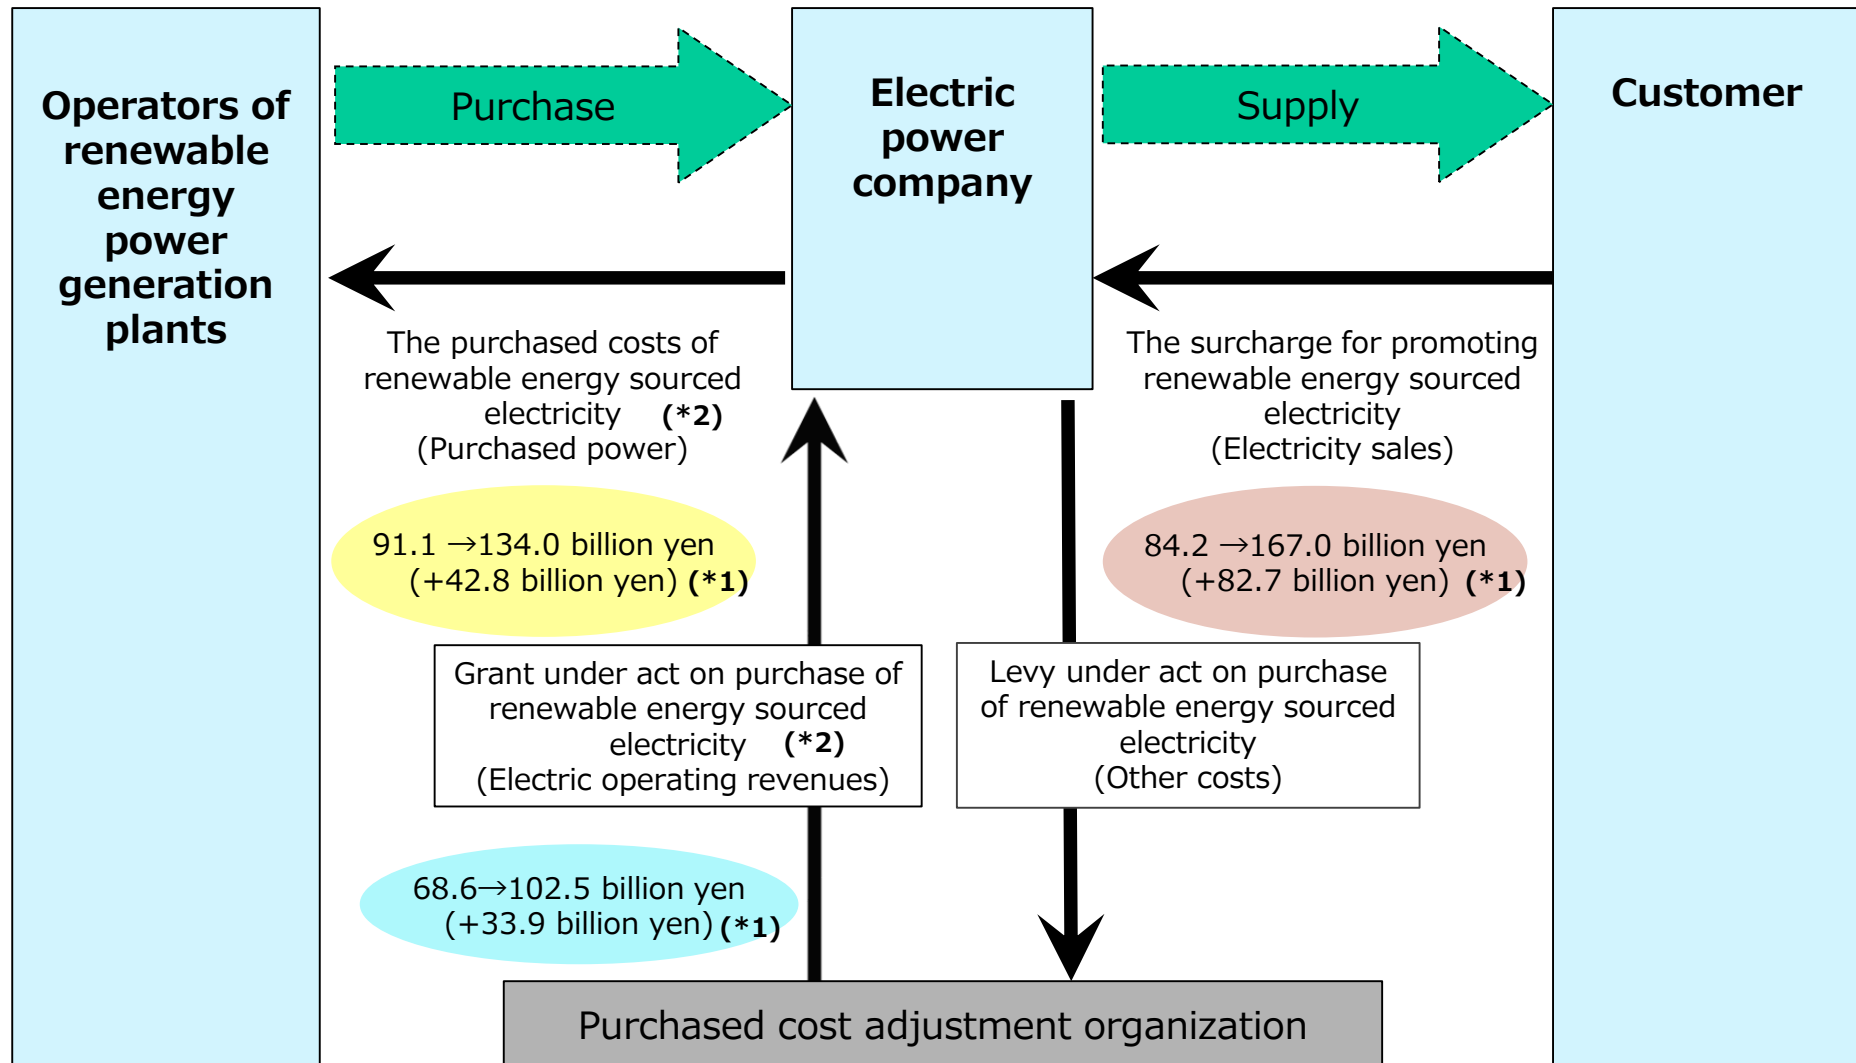 Operators of
renewable
energy
power
generation
plants
Purchase
Electric
power
company
Supply
Customer
The purchased costs of
renewable energy sourced
electricity (*2)
(Purchased power)
91.1 →134.0 billion yen
(+42.8 billion yen) (*1)
The surcharge for promoting
renewable energy sourced
electricity
(Electricity sales)
84.2 →167.0 billion yen
(+82.7 billion yen) (*1)
Grant under act on purchase of
renewable energy sourced
electricity (*2)
(Electric operating revenues)
Levy under act on purchase
of renewable energy sourced
electricity
(Other costs)
68.6→102.5 billion yen
(+33.9 billion yen) (*1)
Purchased cost adjustment organization